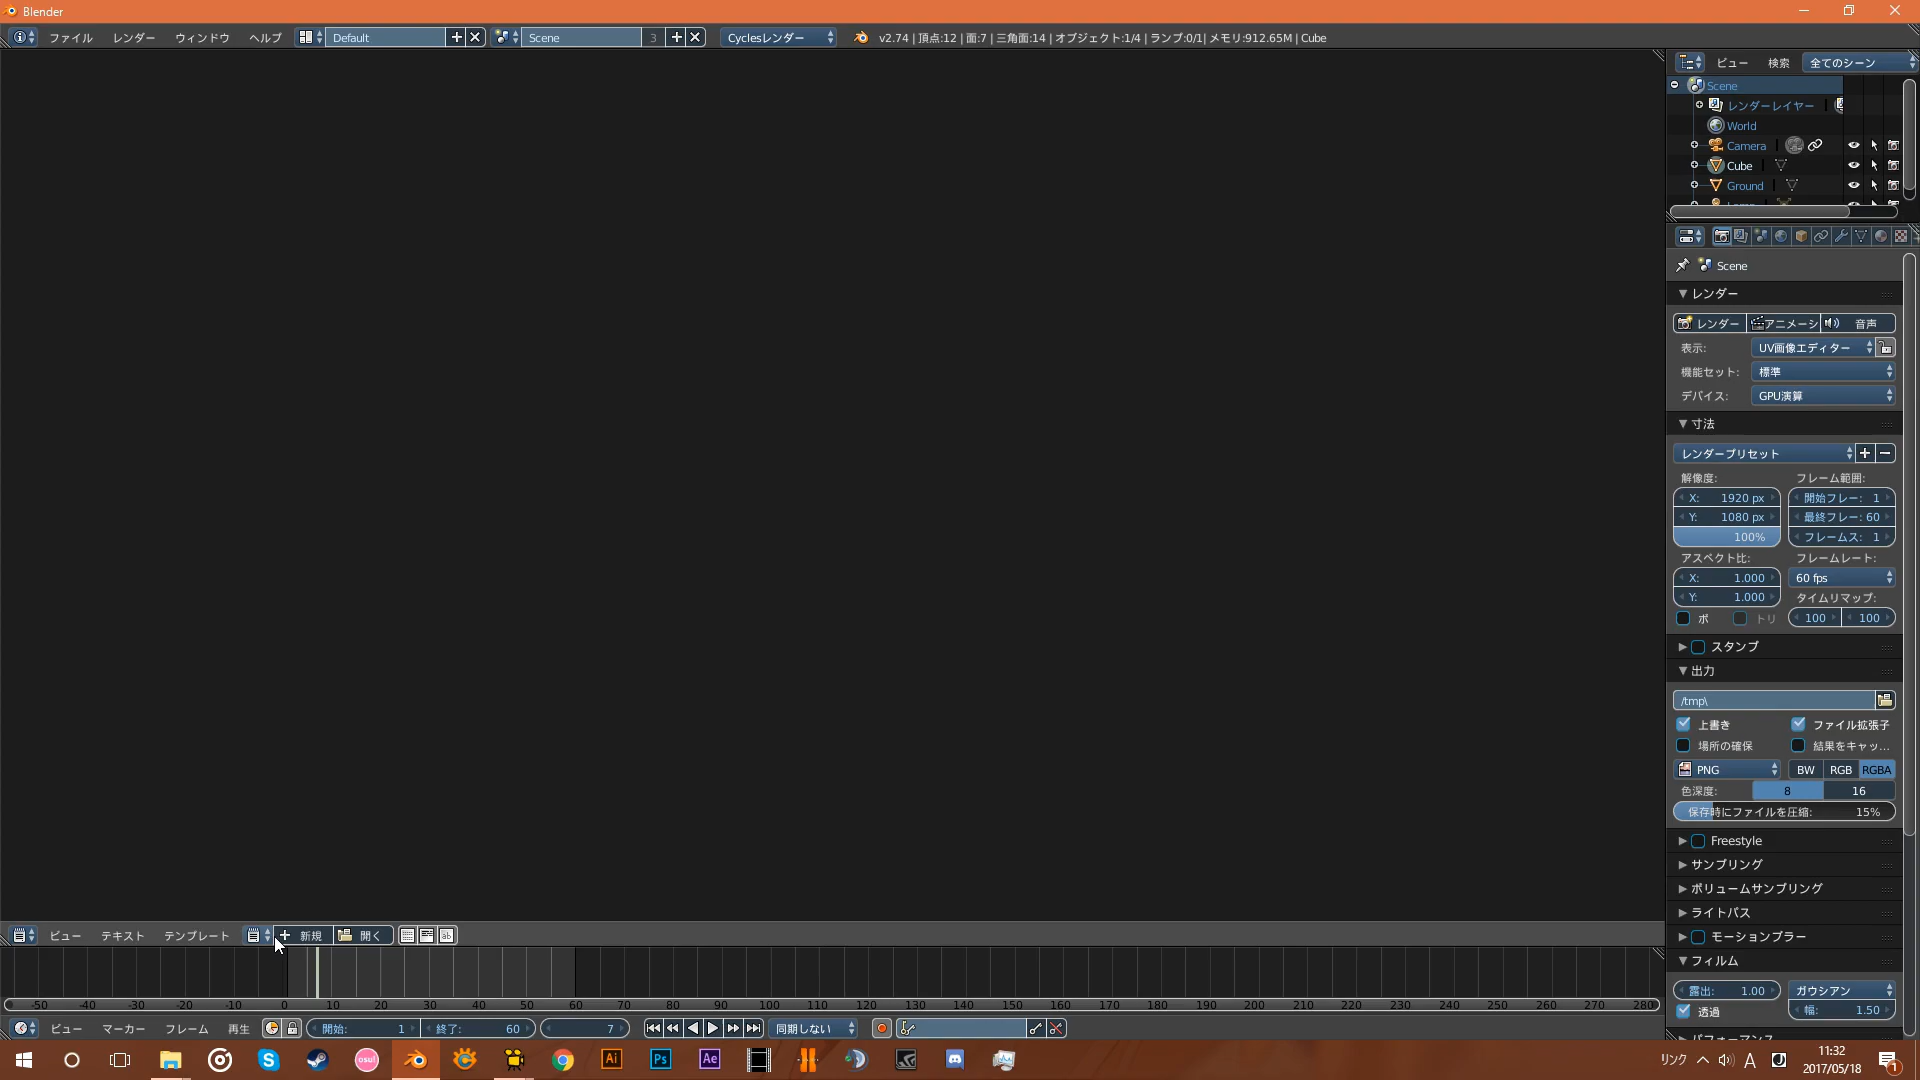 Blender
ファイル レンダー ウィンドウ ヘルプ Default Scene 3 Cyclesレンダー v2.74 | 頂点:12 | 面:7 | 三角面:14 | オブジェクト:1/4 | ランプ:0/1| メモリ:912.65M | Cube
ビュー 検索 全てのシーン
Scene
レンダーレイヤー
World
Camera
Cube
Ground
Scene
レンダー
レンダー アニメーシ 音声
表示: UV画像エディター
機能セット: 標準
デバイス: GPU演算
寸法
レンダープリセット
解像度: フレーム範囲:
X: 1920 px 開始フレー: 1
Y: 1080 px 最終フレー: 60
100% フレームス: 1
アスペクト比: フレームレート:
X: 1.000 60 fps
Y: 1.000 タイムリマップ:
ボ トリ 100 100
スタンプ
出力
/tmp\
上書き ファイル拡張子
場所の確保 結果をキャッ...
PNG BW RGB RGBA
色深度: 8 16
保存時にファイルを圧縮: 15%
Freestyle
サンプリング
ボリュームサンプリング
ライトパス
モーションブラー
フィルム
露出: 1.00 ガウシアン
透過 幅: 1.50
ビュー テキスト テンプレート 新規 開く
-50 -40 -30 -20 -10 0 10 20 30 40 50 60 70 80 90 100 110 120 130 140 150 160 170 180 190 200 210 220 230 240 250 260 270 280
ビュー マーカー フレーム 再生 開始: 1 終了: 60 7 同期しない
osu! Ai Ps Ae リンク A 11:32
2017/05/18 1